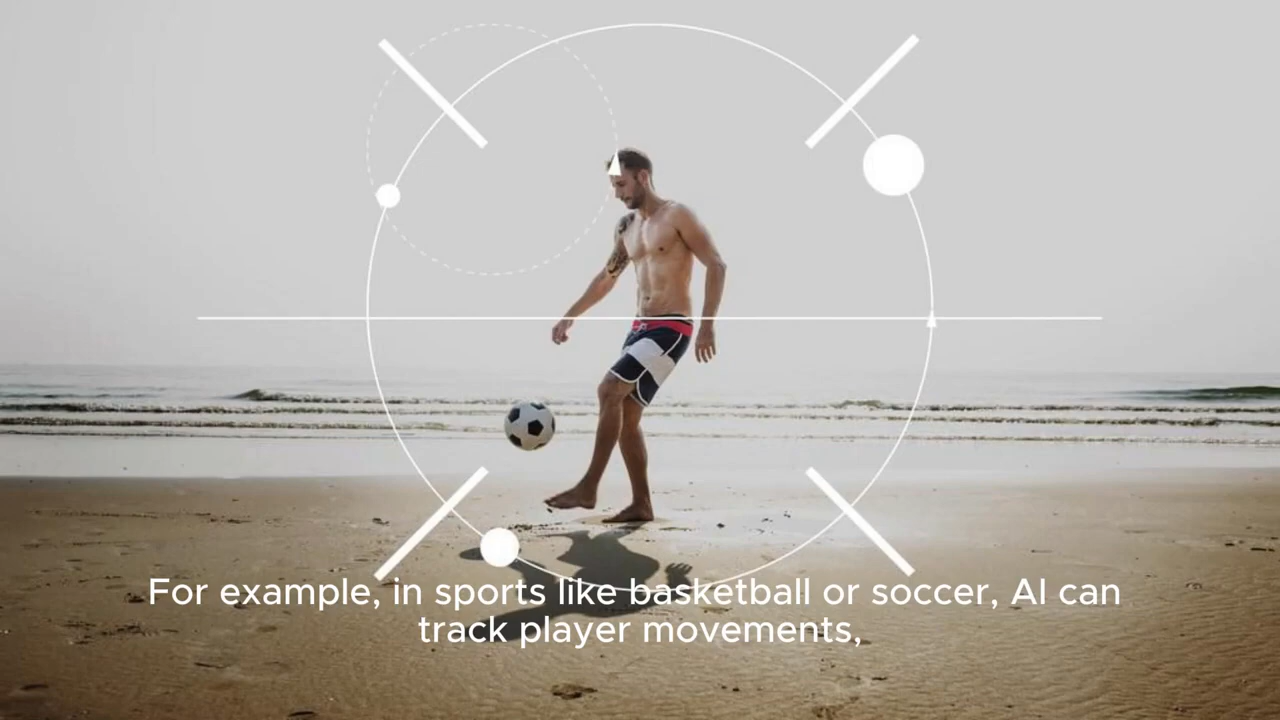 For example, in sports like basketball or soccer, AI can
track player movements,